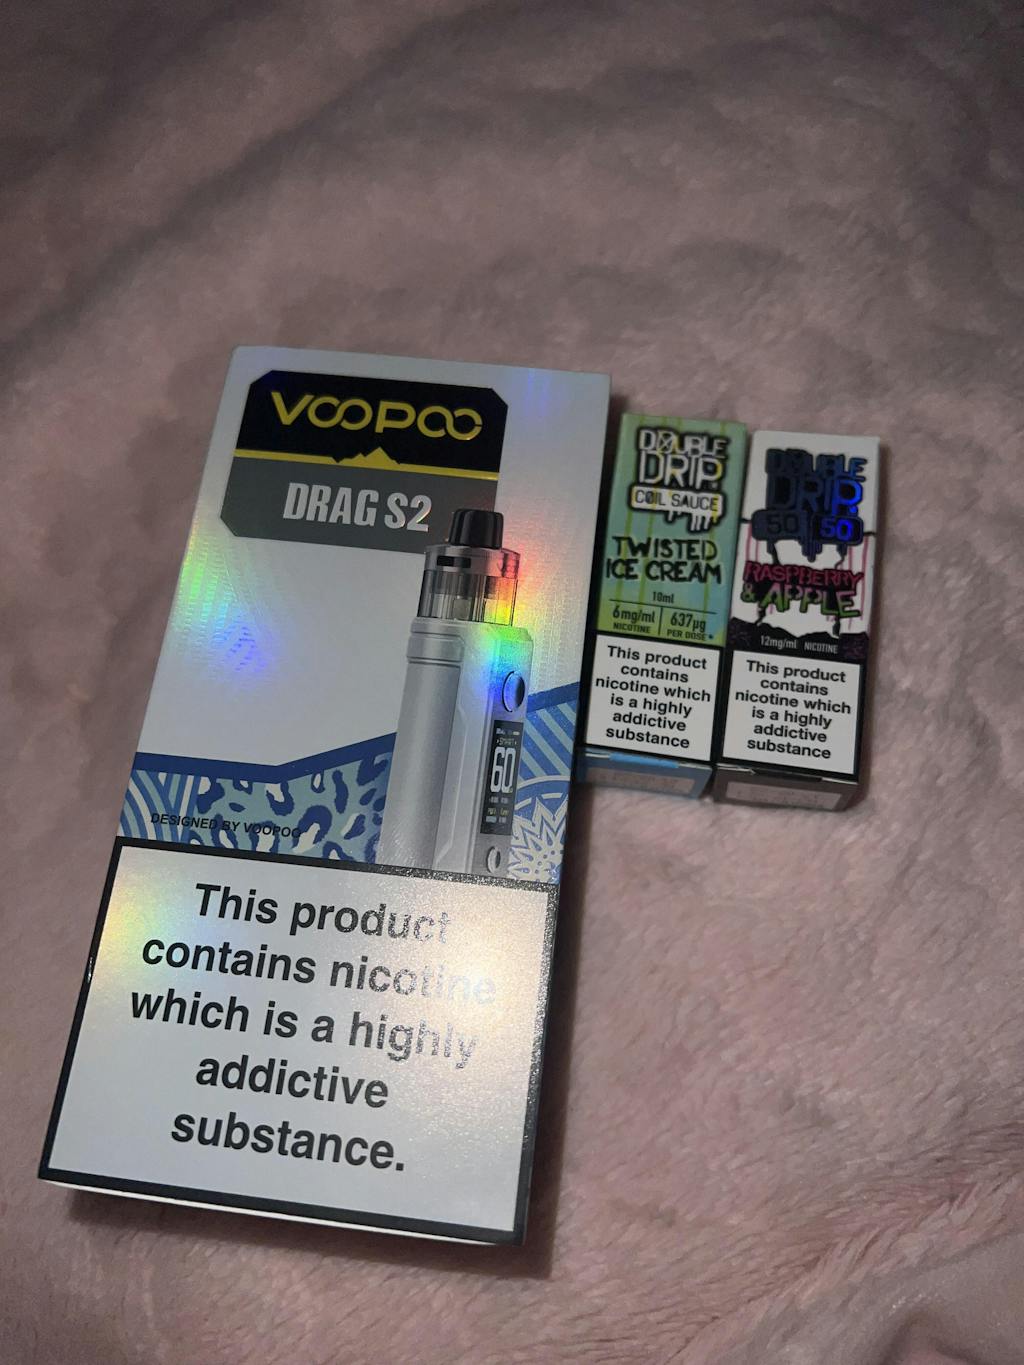 VOOPOO
DRAG S2
60
DESIGNED BY VOOPOO
This product
contains nicotine
which is a highly
addictive
substance.
DOUBLE
DRIP
COIL SAUCE
TWISTED
ICE CREAM
10ml
6mg/ml
NICOTINE
637µg
PER DOSE*
This product
contains
nicotine which
is a highly
addictive
substance
DOUBLE
DRIP
50 50
RASPBERRY
& APPLE
12mg/ml NICOTINE
This product
contains
nicotine which
is a highly
addictive
substance